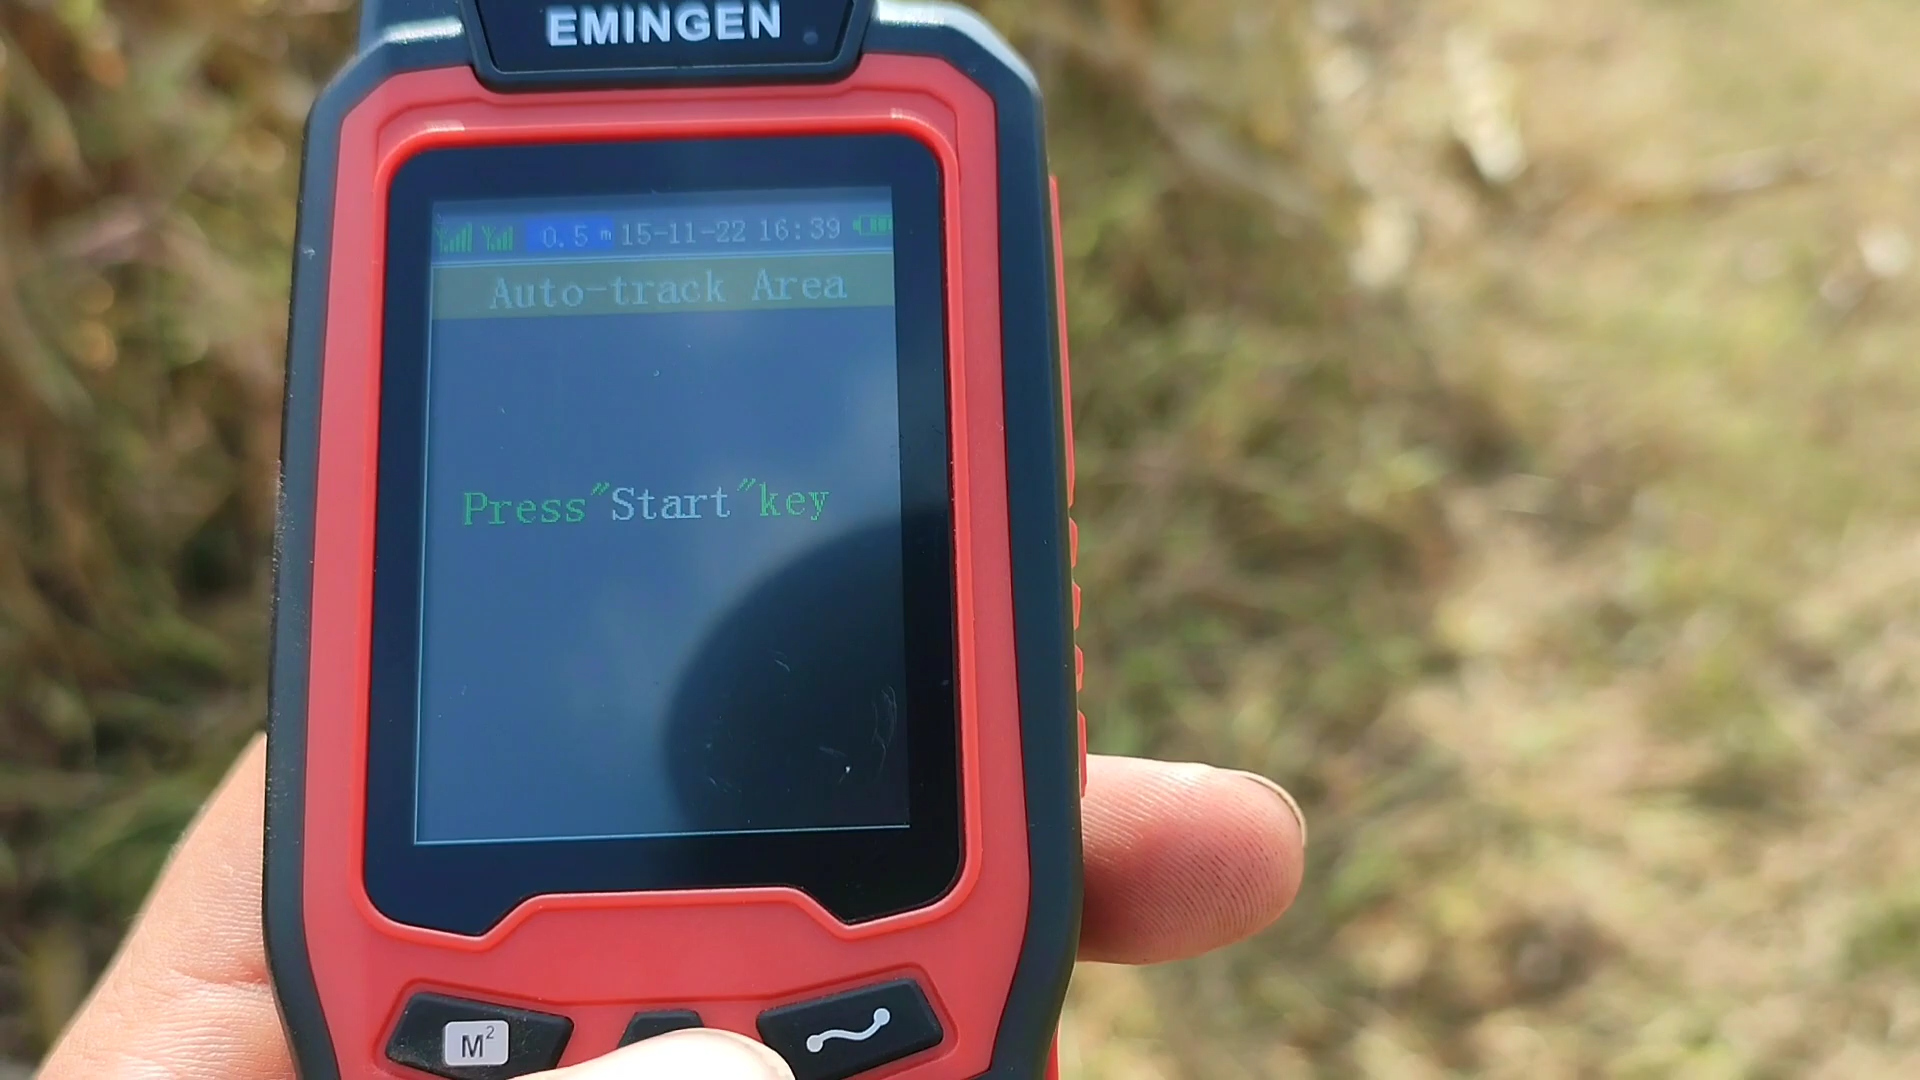 EMINGEN
0.5 m 15-11-22 16:39
Auto-track Area
Press"Start"key
M²